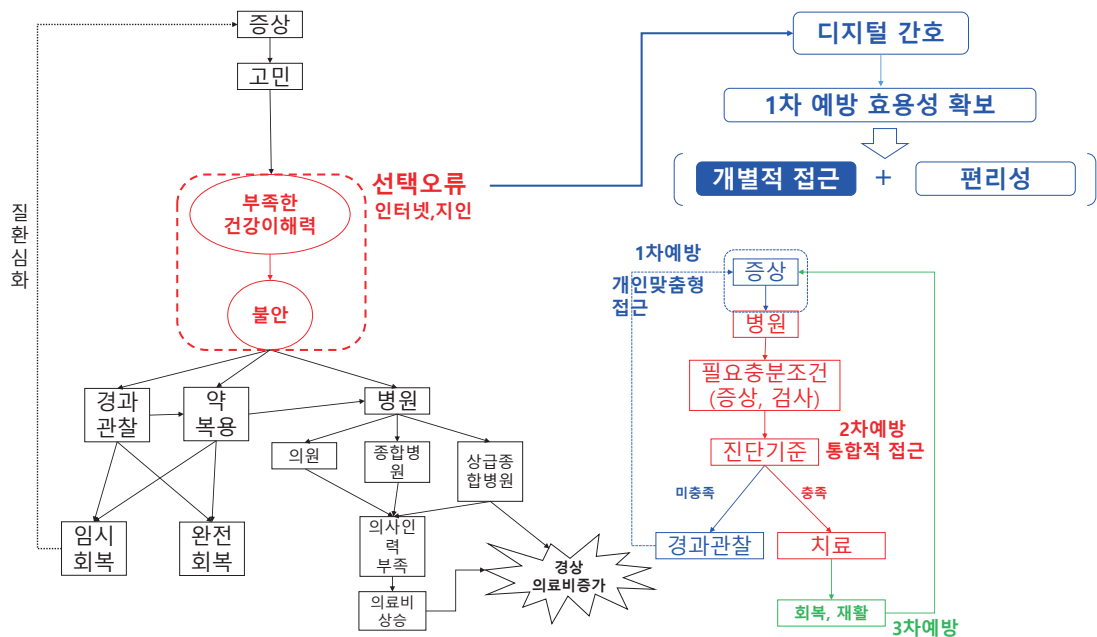 증상
고민
부족한
건강이해력
불안
선택오류
인터넷,지인
질환심화
경과
관찰
약
복용
병원
의원
종합병
원
상급종
합병원
임시
회복
완전
회복
의사인
력
부족
의료비
상승
경상
의료비증가
디지털 간호
1차 예방 효용성 확보
개별적 접근
+
편리성
1차예방
개인맞춤형
접근
증상
병원
필요충분조건
(증상, 검사)
진단기준
2차예방
통합적 접근
미충족
충족
경과관찰
치료
회복, 재활
3차예방